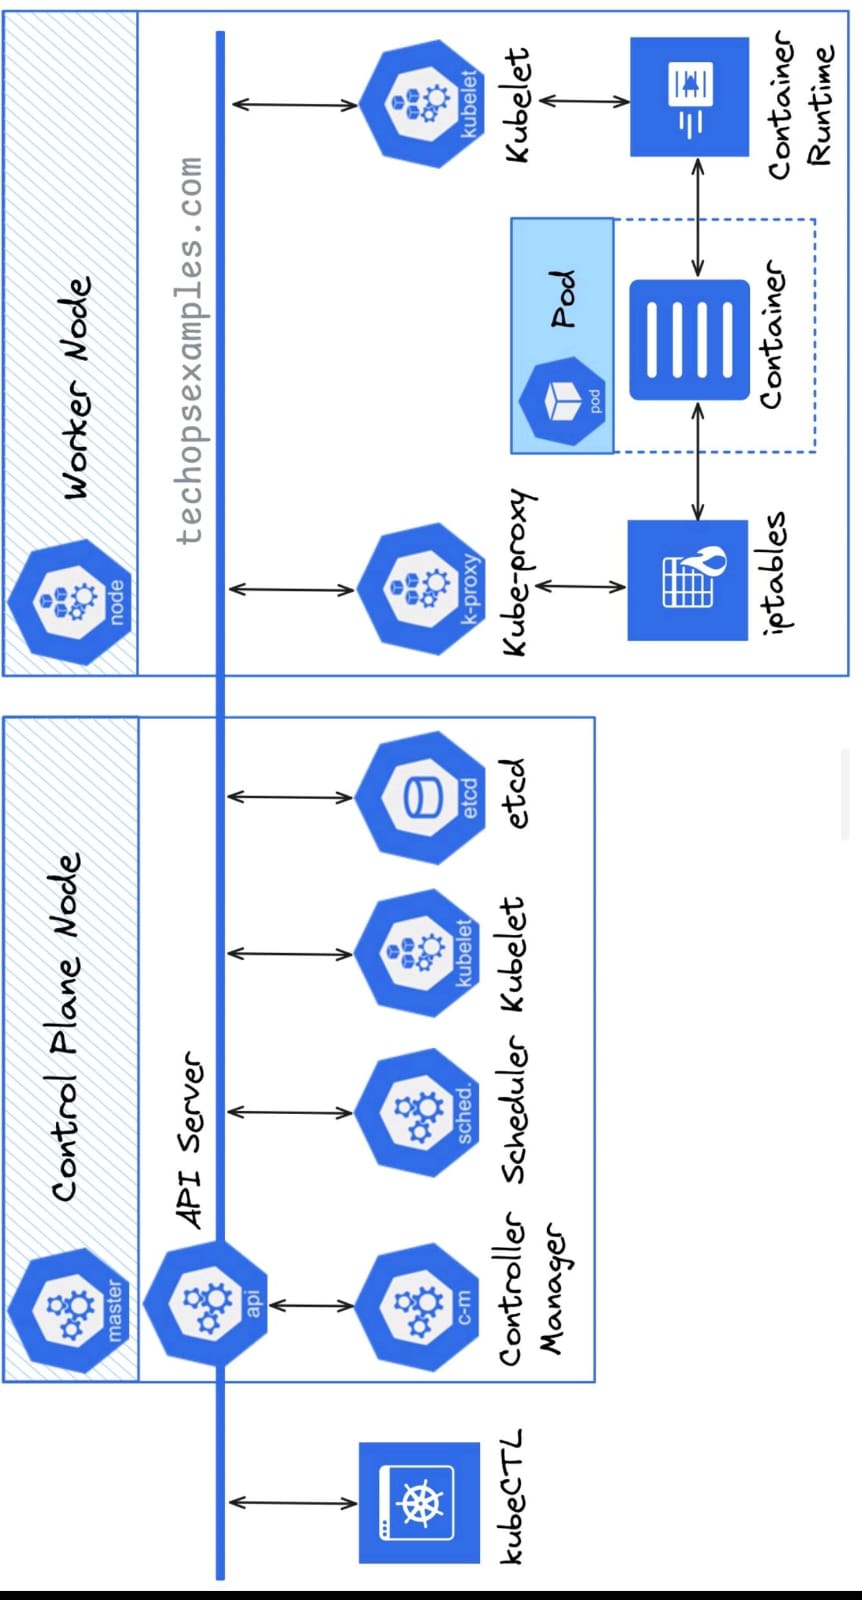 master
Control Plane Node
node
Worker Node
api
API Server
techopsexamples.com
kubeCTL
c-m
Controller
Manager
sched.
Scheduler
kubelet
Kubelet
etcd
etcd
k-proxy
Kube-proxy
kubelet
Kubelet
pod
Pod
iptables
Container
Container
Runtime